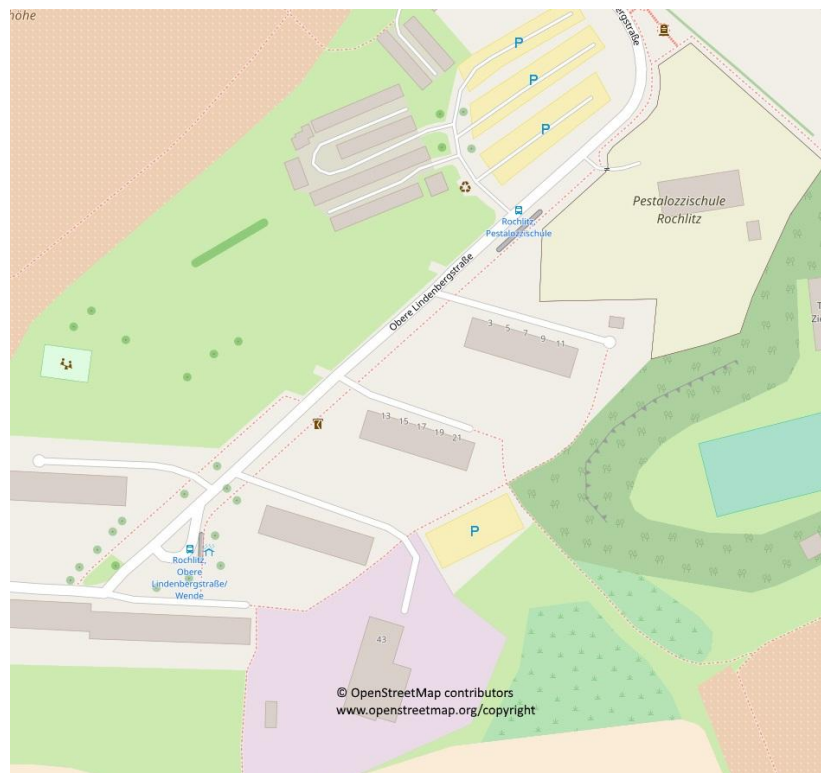 höhe
P
P
P
bergstraße
Pestalozzischule
Rochlitz
Rochlitz,
Pestalozzischule
Obere Lindenbergstraße
3 5 7 9 11
13 15 17 19 21
P
Rochlitz,
Obere
Lindenbergstraße/
Wende
43
© OpenStreetMap contributors
www.openstreetmap.org/copyright